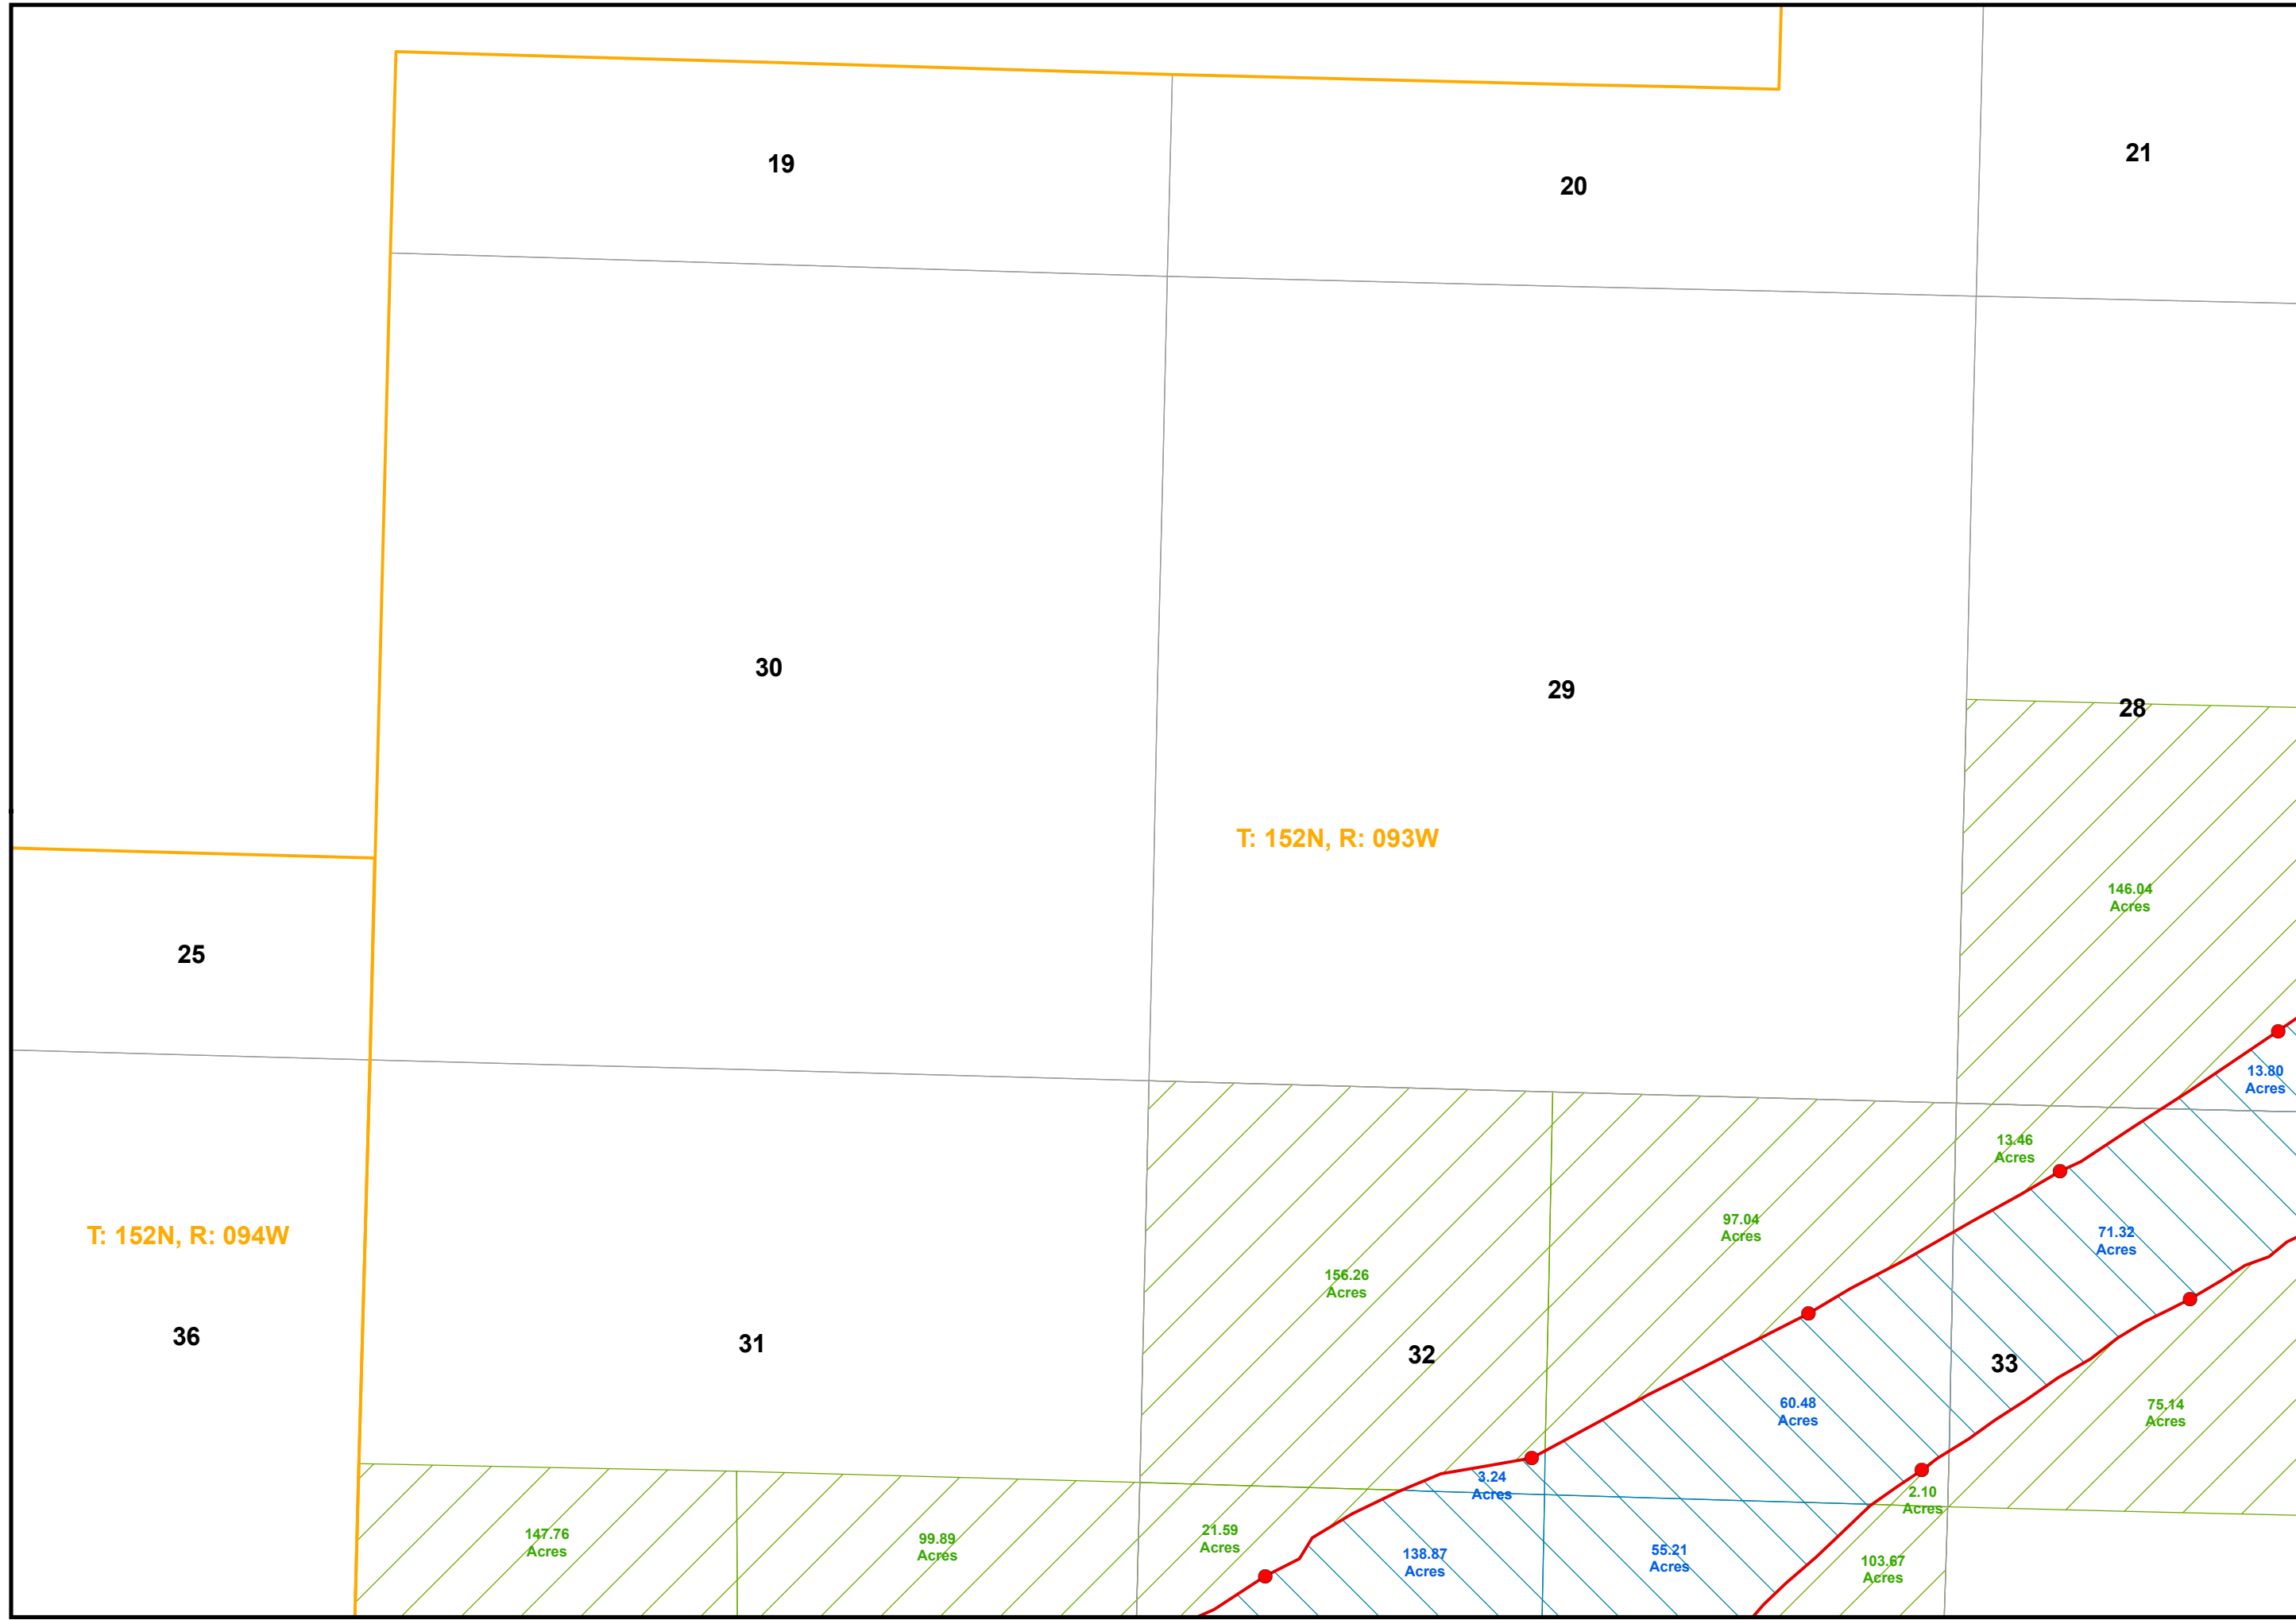 21
19
20
30
29
28
T: 152N, R: 093W
146.04
Acres
25
13.80
Acres
13.46
Acres
97.04
Acres
T: 152N, R: 094W
71.32
Acres
156.26
Acres
36
31
32
33
60.48
Acres
75.14
Acres
3.24
Acres
2.10
Acres
147.76
Acres
99.89
Acres
21.59
Acres
138.87
Acres
55.21
Acres
103.67
Acres